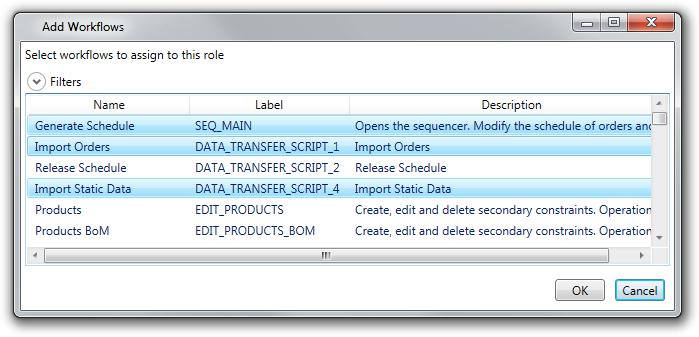 Add Workflows
Select workflows to assign to this role
Filters
Name Label Description
Generate Schedule SEQ_MAIN Opens the sequencer. Modify the schedule of orders and
Import Orders DATA_TRANSFER_SCRIPT_1 Import Orders
Release Schedule DATA_TRANSFER_SCRIPT_2 Release Schedule
Import Static Data DATA_TRANSFER_SCRIPT_4 Import Static Data
Products EDIT_PRODUCTS Create, edit and delete secondary constraints. Operation
Products BoM EDIT_PRODUCTS_BOM Create, edit and delete secondary constraints. Operation
OK Cancel